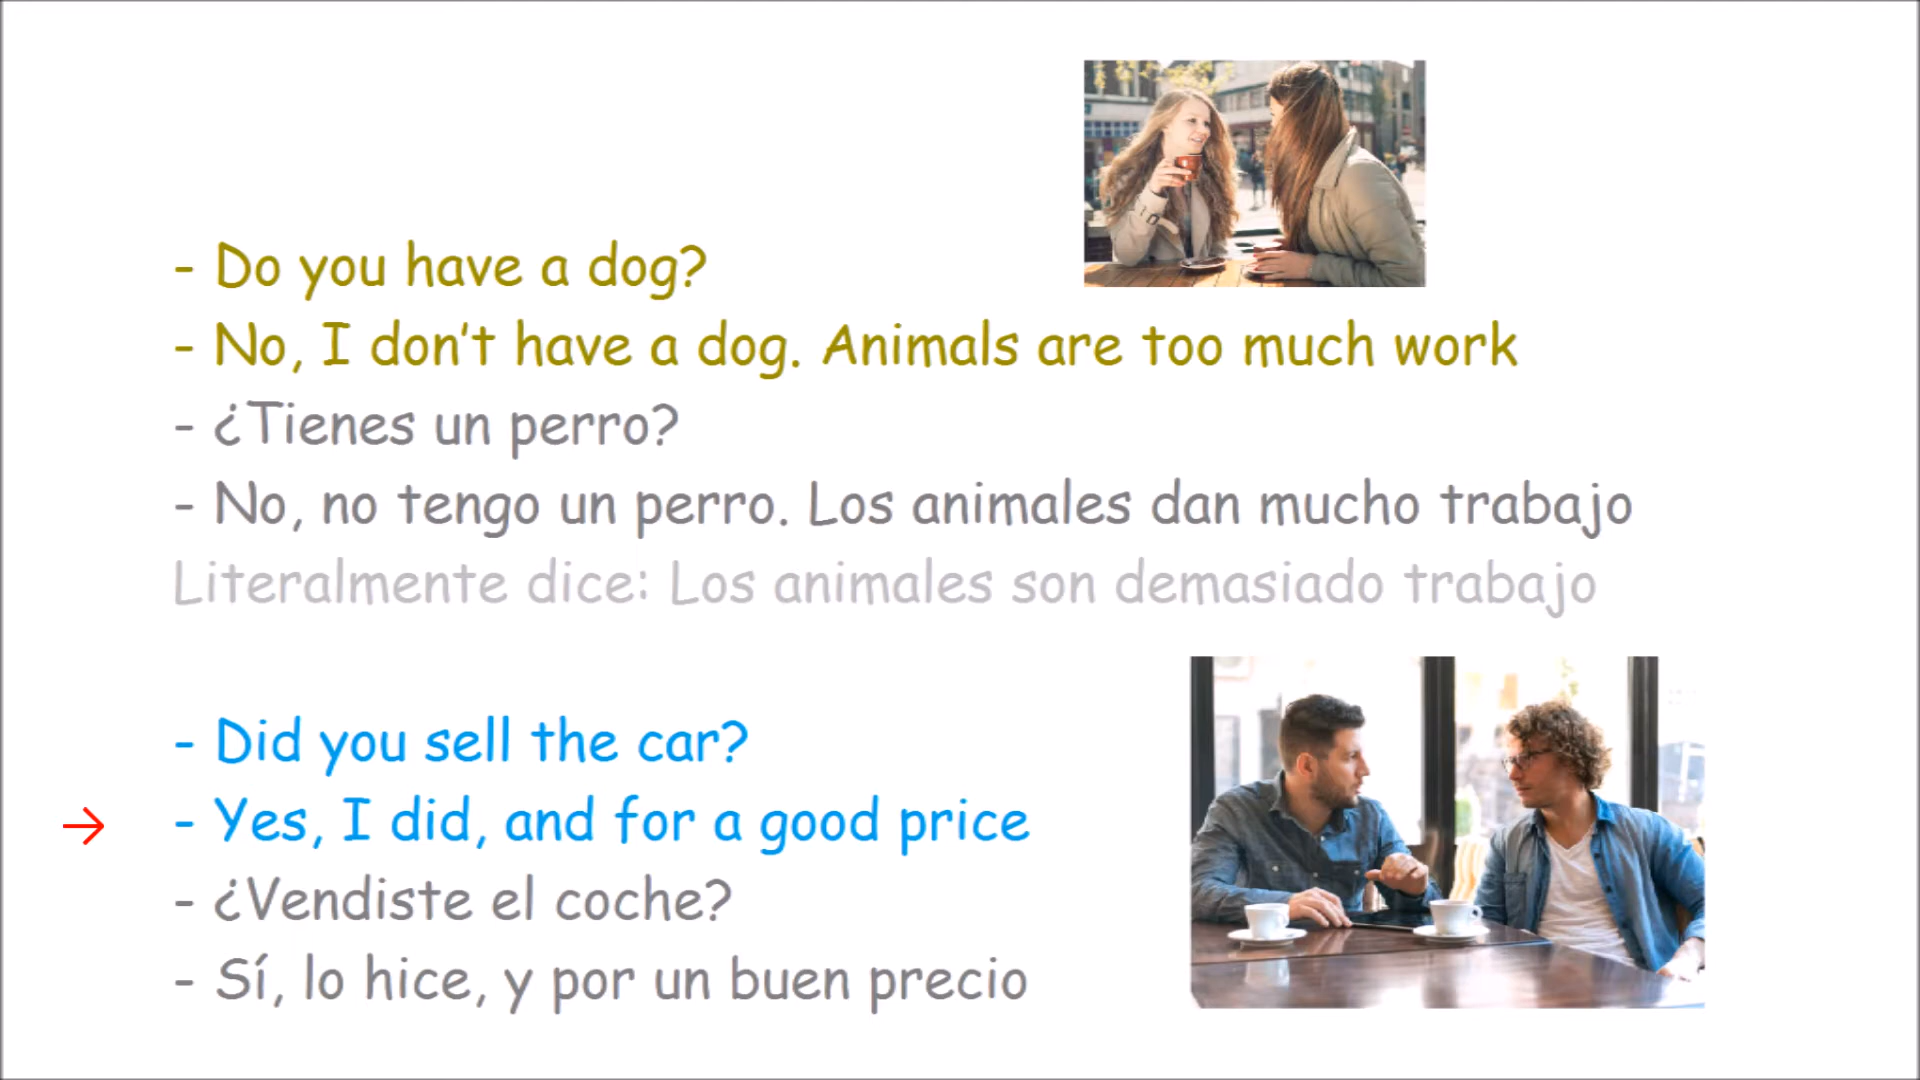 - Do you have a dog?
- No, I don't have a dog. Animals are too much work
- ¿Tienes un perro?
- No, no tengo un perro. Los animales dan mucho trabajo
Literalmente dice: Los animales son demasiado trabajo
- Did you sell the car?
- Yes, I did, and for a good price
- ¿Vendiste el coche?
- Sí, lo hice, y por un buen precio